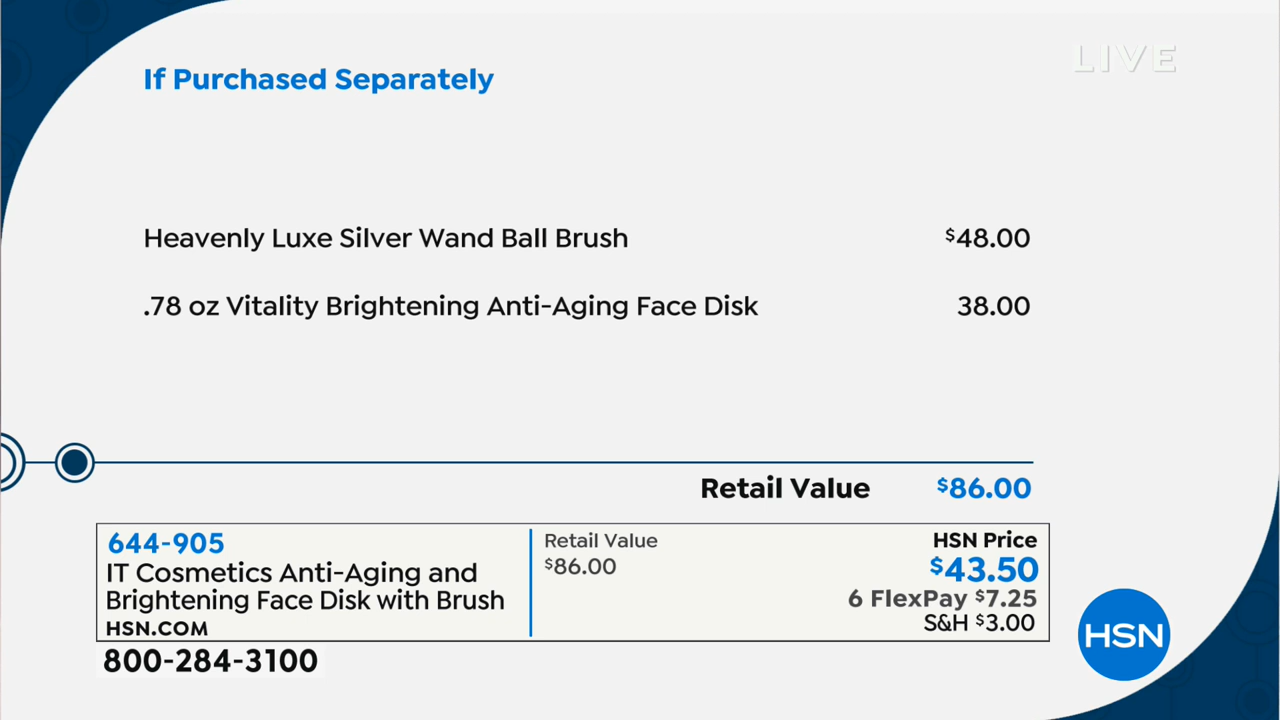 LIVE
If Purchased Separately
Heavenly Luxe Silver Wand Ball Brush $48.00
.78 oz Vitality Brightening Anti-Aging Face Disk 38.00
Retail Value $86.00
644-905
IT Cosmetics Anti-Aging and
Brightening Face Disk with Brush
HSN.COM
Retail Value
$86.00
HSN Price
$43.50
6 FlexPay $7.25
S&H $3.00
800-284-3100
HSN